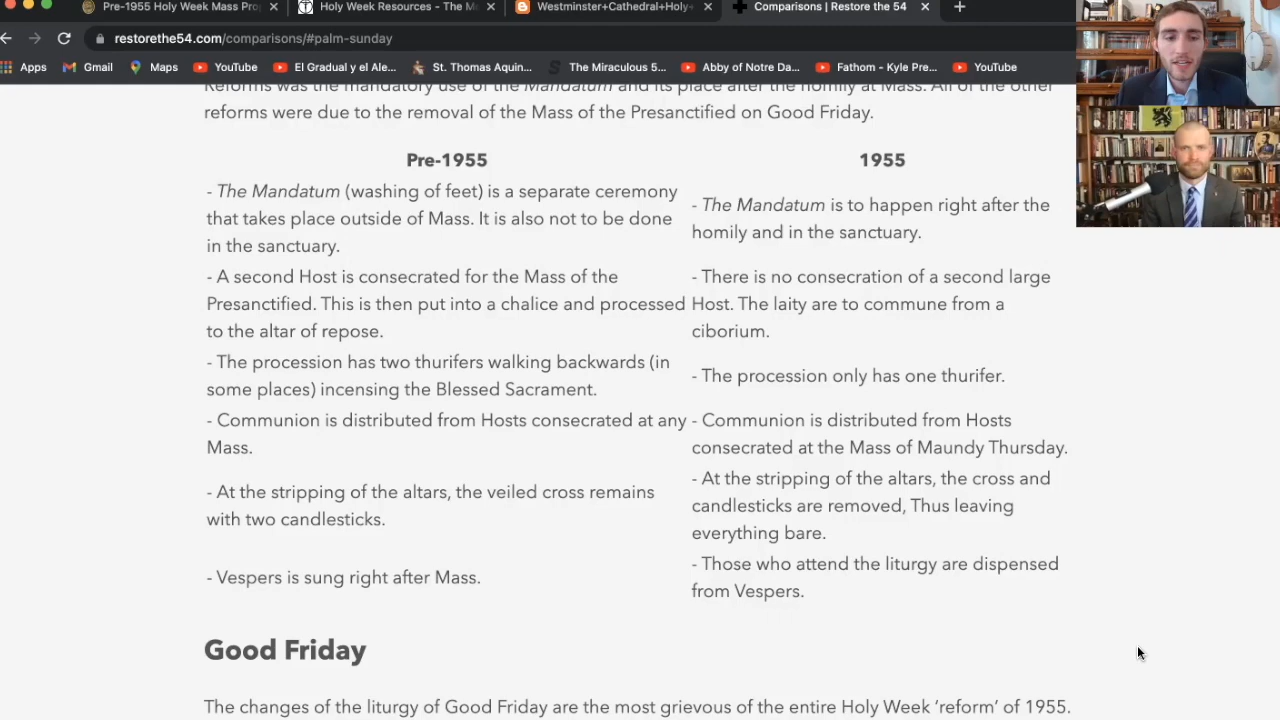 Pre-1955 Holy Week Mass Pro
Holy Week Resources - The M
Westminster+Cathedral+Holy+
Comparisons | Restore the 54
restorethe54.com/comparisons/#palm-sunday
Apps
Gmail
Maps
YouTube
El Gradual y el Al
St. Aquin...
The Miraculous 5...
Abby of Notre Da...
Fathom - Kyle Pre...
YouTube
Reforms was the mandatory use of the Mandatum and its place after the homily at Mass. All of the other
reforms were due to the removal of the Mass of the Presanctified on Good Friday.
Pre-1955
- The Mandatum (washing of feet) is a separate ceremony
that takes place outside of Mass. It is also not to be done
in the sanctuary.
- A second Host is consecrated for the Mass of the
Presanctified. This is then put into a chalice and processed
to the altar of repose.
- The procession has two thurifers walking backwards (in
some places) incensing the Blessed Sacrament.
- Communion is distributed from Hosts consecrated at any
Mass.
- At the stripping of the altars, the veiled cross remains
with two candlesticks.
- Vespers is sung right after Mass.
1955
- The Mandatum is to happen right after the
homily and in the sanctuary.
- There is no consecration of a second large
Host. The laity are to commune from a
ciborium.
- The procession only has one thurifer.
- Communion is distributed from Hosts
consecrated at the Mass of Maundy Thursday.
- At the stripping of the altars, the cross and
candlesticks are removed, Thus leaving
everything bare.
- Those who attend the liturgy are dispensed
from Vespers.
Good Friday
The changes of the liturgy of Good Friday are the most grievous of the entire Holy Week ‘reform’ of 1955.